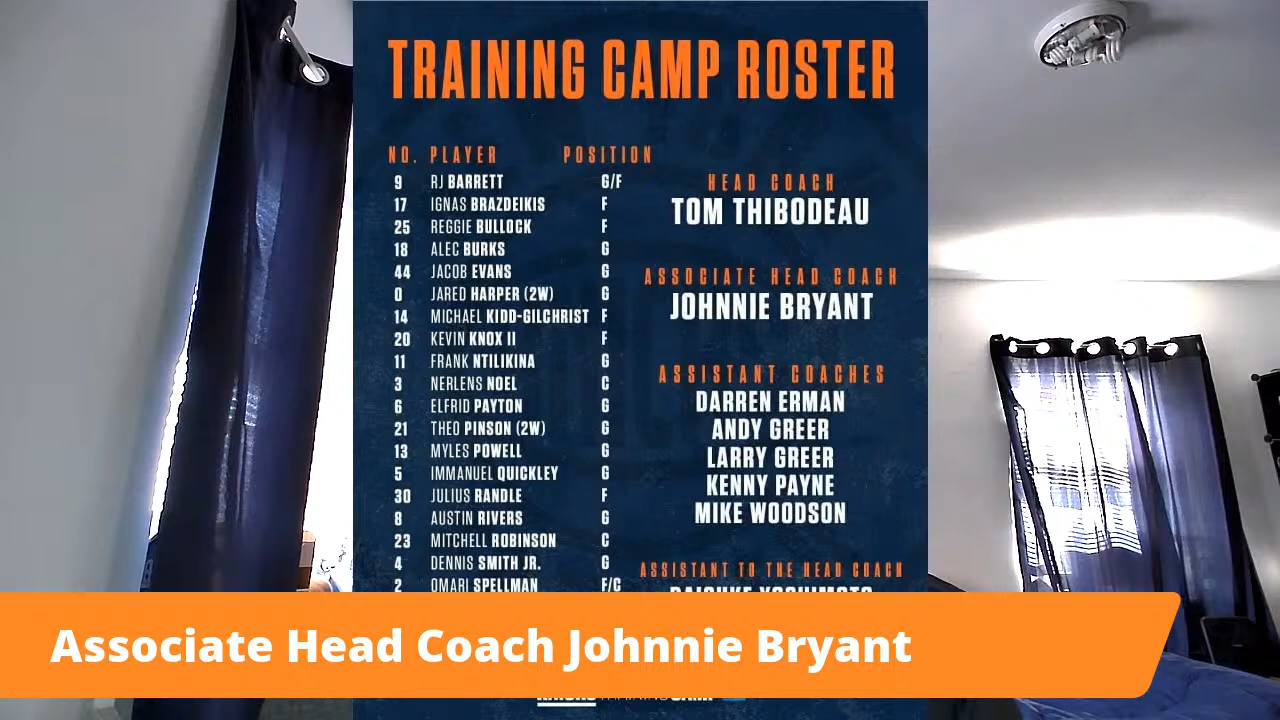 TRAINING CAMP ROSTER
NO. PLAYER POSITION
9 RJ BARRETT G/F
17 IGNAS BRAZDEIKIS F
25 REGGIE BULLOCK F
18 ALEC BURKS G
44 JACOB EVANS G
0 JARED HARPER (2W) G
14 MICHAEL KIDD-GILCHRIST F
20 KEVIN KNOX II F
11 FRANK NTILIKINA G
3 NERLENS NOEL C
6 ELFRID PAYTON G
21 THEO PINSON (2W) G
13 MYLES POWELL G
5 IMMANUEL QUICKLEY G
30 JULIUS RANDLE F
8 AUSTIN RIVERS G
23 MITCHELL ROBINSON C
4 DENNIS SMITH JR. G
2 OMARI SPELLMAN F/C
HEAD COACH
TOM THIBODEAU
ASSOCIATE HEAD COACH
JOHNNIE BRYANT
ASSISTANT COACHES
DARREN ERMAN
ANDY GREER
LARRY GREER
KENNY PAYNE
MIKE WOODSON
ASSISTANT TO THE HEAD COACH
Associate Head Coach Johnnie Bryant